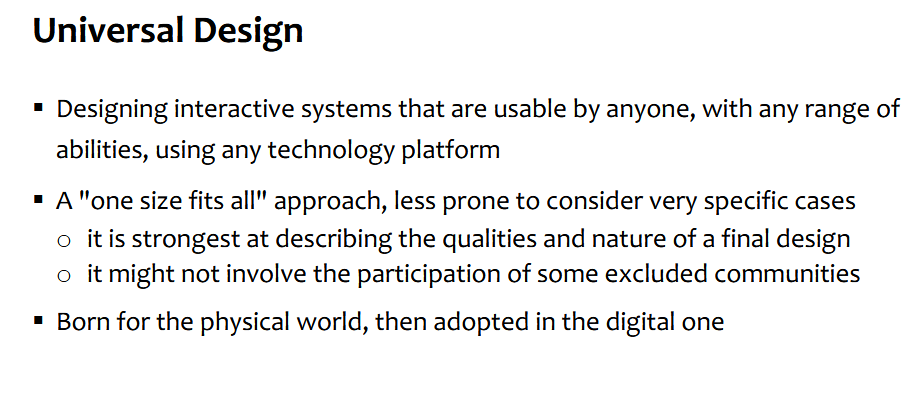 Universal Design
▪ Designing interactive systems that are usable by anyone, with any range of
abilities, using any technology platform
▪ A "one size fits all" approach, less prone to consider very specific cases
o it is strongest at describing the qualities and nature of a final design
o it might not involve the participation of some excluded communities
▪ Born for the physical world, then adopted in the digital one